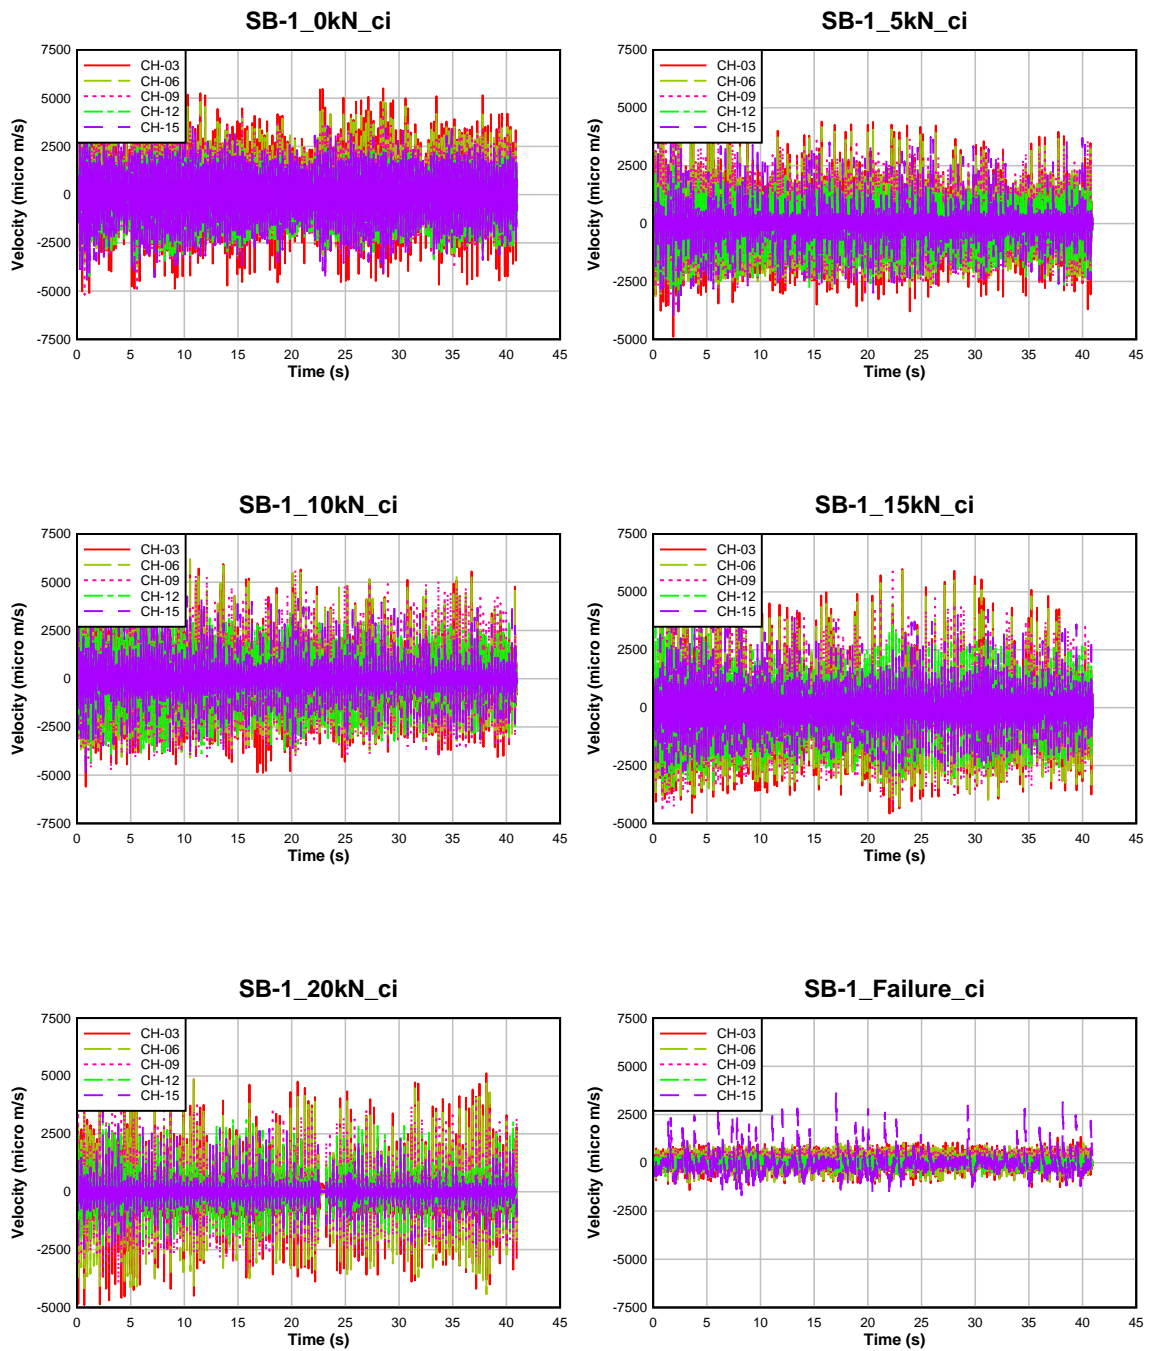 SB-1_0kN_ci
7500
5000
2500
0
-2500
-5000
-7500
Velocity (micro m/s)
CH-03
CH-06
CH-09
CH-12
CH-15
0 5 10 15 20 25 30 35 40 45
Time (s)
SB-1_5kN_ci
7500
5000
2500
0
-2500
-5000
Velocity (micro m/s)
CH-03
CH-06
CH-09
CH-12
CH-15
0 5 10 15 20 25 30 35 40 45
Time (s)
SB-1_10kN_ci
7500
5000
2500
0
-2500
-5000
-7500
Velocity (micro m/s)
CH-03
CH-06
CH-09
CH-12
CH-15
0 5 10 15 20 25 30 35 40 45
Time (s)
SB-1_15kN_ci
7500
5000
2500
0
-2500
-5000
Velocity (micro m/s)
CH-03
CH-06
CH-09
CH-12
CH-15
0 5 10 15 20 25 30 35 40 45
Time (s)
SB-1_20kN_ci
7500
5000
2500
0
-2500
-5000
Velocity (micro m/s)
CH-03
CH-06
CH-09
CH-12
CH-15
0 5 10 15 20 25 30 35 40 45
Time (s)
SB-1_Failure_ci
7500
5000
2500
0
-2500
-5000
-7500
Velocity (micro m/s)
CH-03
CH-06
CH-09
CH-12
CH-15
0 5 10 15 20 25 30 35 40 45
Time (s)